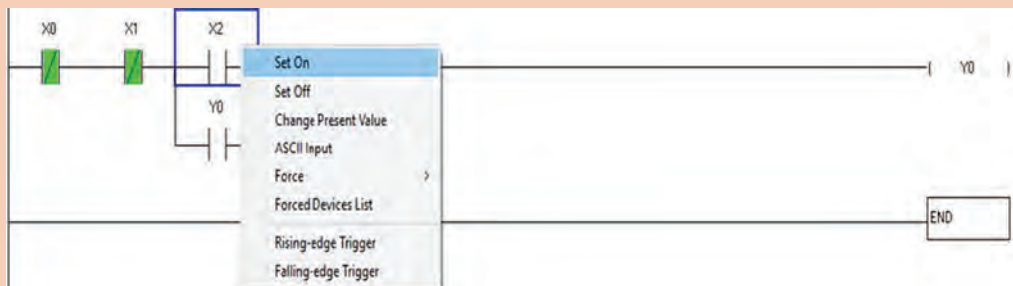 X0 X1 X2
Set On
Y0
Set Off
Y0
Change Present Value
ASCII Input
Force
Forced Devices List
END
Rising-edge Trigger
Falling-edge Trigger